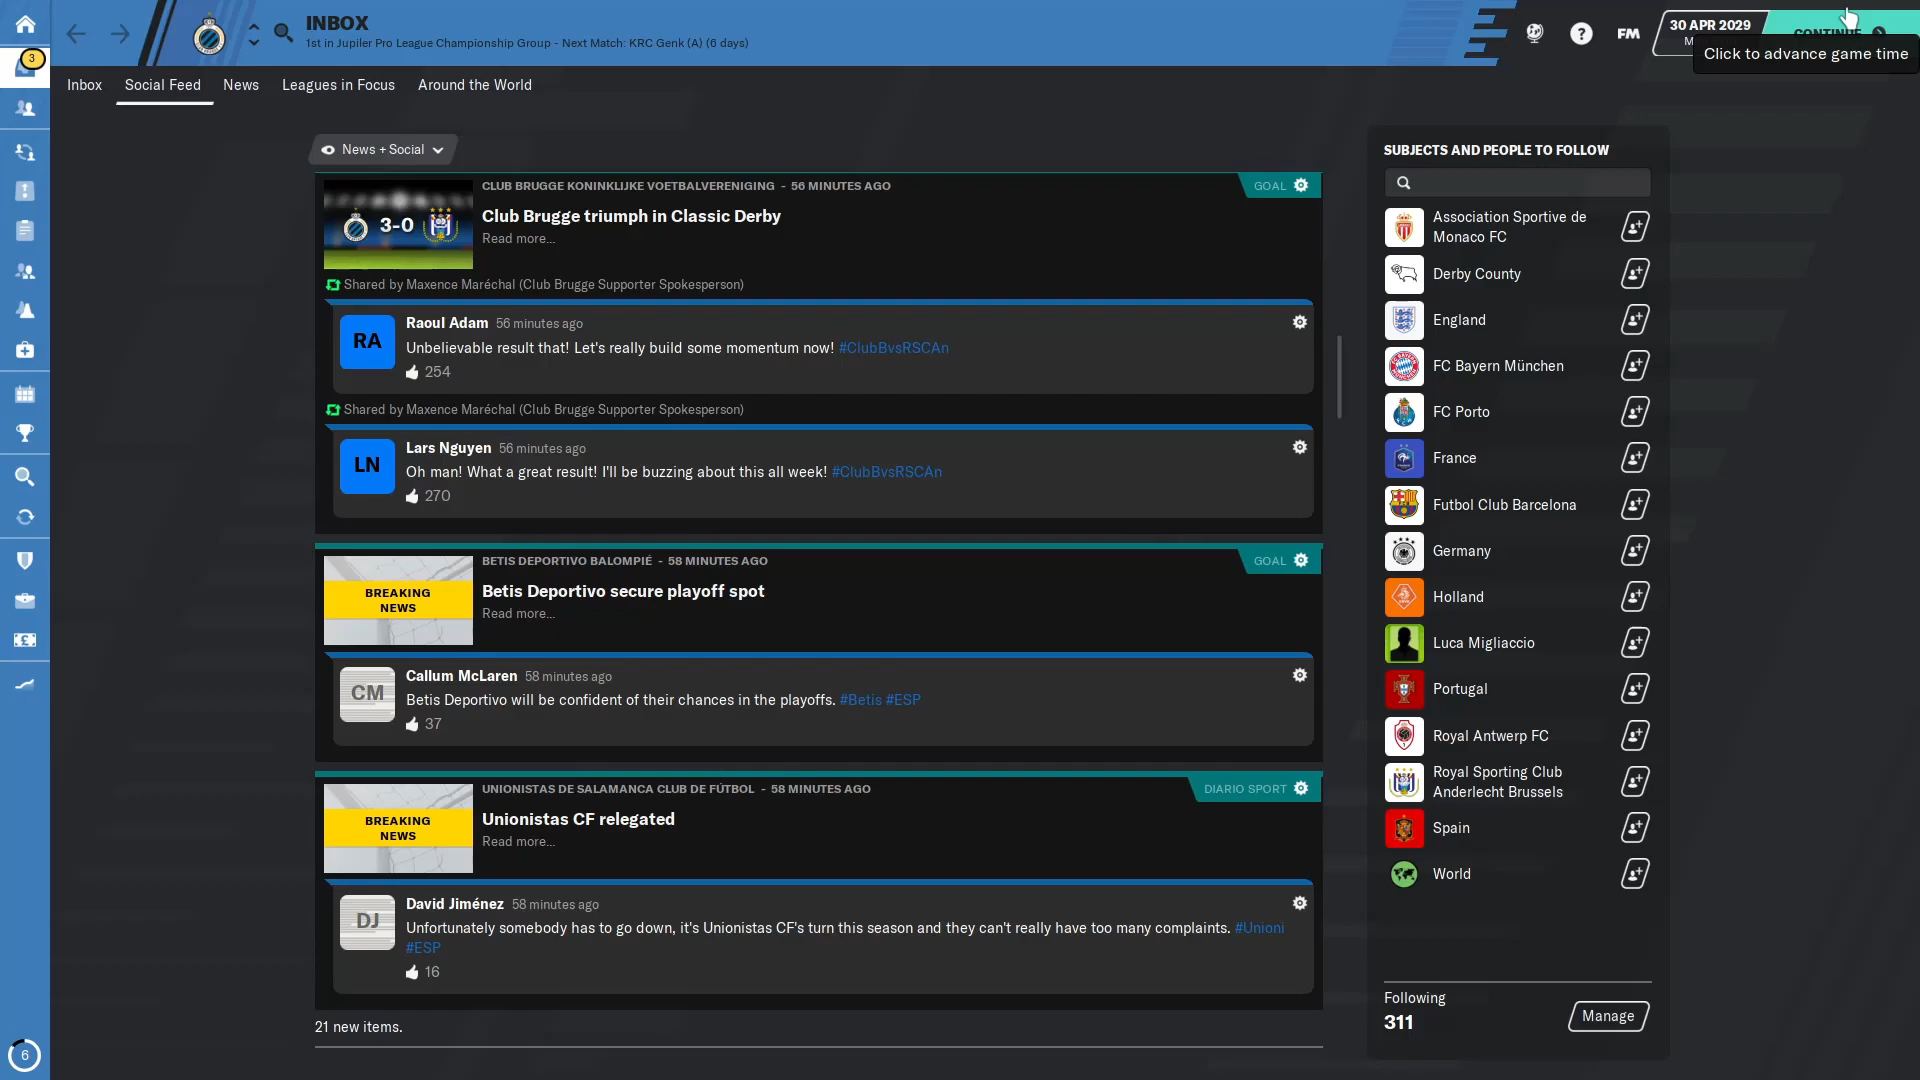 INBOX
1st in Jupiler Pro League Championship Group - Next Match: KRC Genk (A) (6 days)
FM
30 APR 2029
CONTINUE
Click to advance game time
3
Inbox
Social Feed
News
Leagues in Focus
Around the World
News + Social
CLUB BRUGGE KONINKLIJKE VOETBALVERENIGING - 56 MINUTES AGO
GOAL
3-0
Club Brugge triumph in Classic Derby
Read more...
Shared by Maxence Maréchal (Club Brugge Supporter Spokesperson)
RA
Raoul Adam 56 minutes ago
Unbelievable result that! Let's really build some momentum now! #ClubBvsRSCAn
254
Shared by Maxence Maréchal (Club Brugge Supporter Spokesperson)
LN
Lars Nguyen 56 minutes ago
Oh man! What a great result! I'll be buzzing about this all week! #ClubBvsRSCAn
270
BETIS DEPORTIVO BALOMPIÉ - 58 MINUTES AGO
GOAL
BREAKING
NEWS
Betis Deportivo secure playoff spot
Read more...
CM
Callum McLaren 58 minutes ago
Betis Deportivo will be confident of their chances in the playoffs. #Betis #ESP
37
UNIONISTAS DE SALAMANCA CLUB DE FÚTBOL - 58 MINUTES AGO
DIARIO SPORT
BREAKING
NEWS
Unionistas CF relegated
Read more...
DJ
David Jiménez 58 minutes ago
Unfortunately somebody has to go down, it's Unionistas CF's turn this season and they can't really have too many complaints. #Unioni
#ESP
16
21 new items.
SUBJECTS AND PEOPLE TO FOLLOW
Association Sportive de
Monaco FC
Derby County
England
FC Bayern München
FC Porto
France
Futbol Club Barcelona
Germany
Holland
Luca Migliaccio
Portugal
Royal Antwerp FC
Royal Sporting Club
Anderlecht Brussels
Spain
World
Following
311
Manage
6